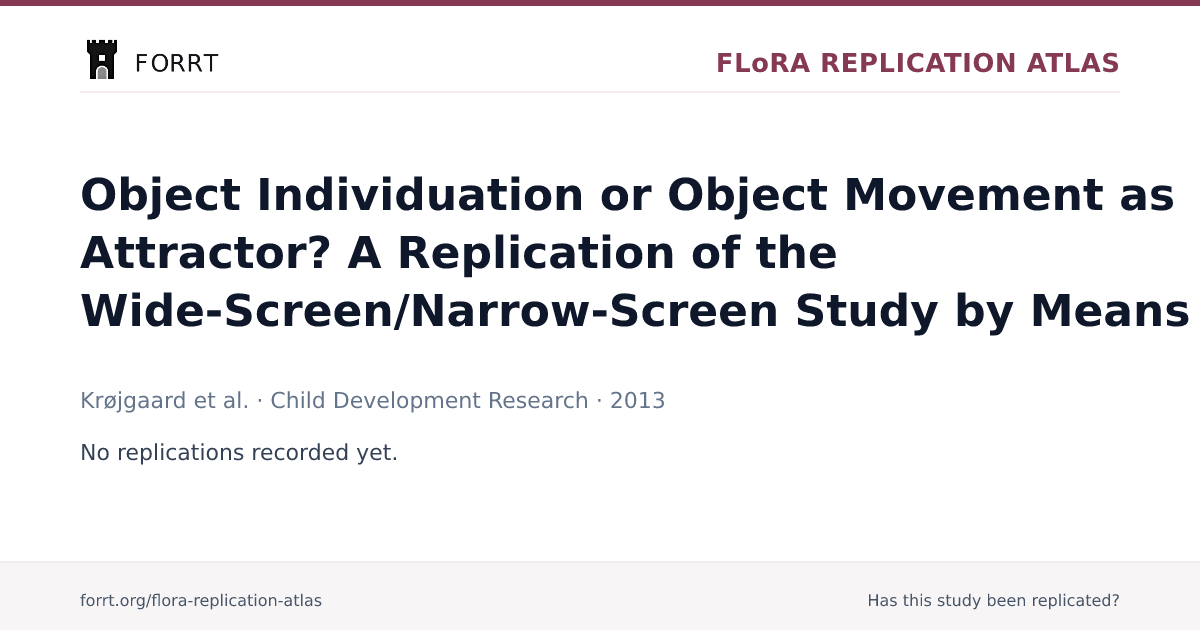 FORRT
FLoRA REPLICATION ATLAS
Object Individuation or Object Movement as
Attractor? A Replication of the
Wide-Screen/Narrow-Screen Study by Means
Krøjgaard et al. · Child Development Research · 2013
No replications recorded yet.
forrt.org/flora-replication-atlas
Has this study been replicated?